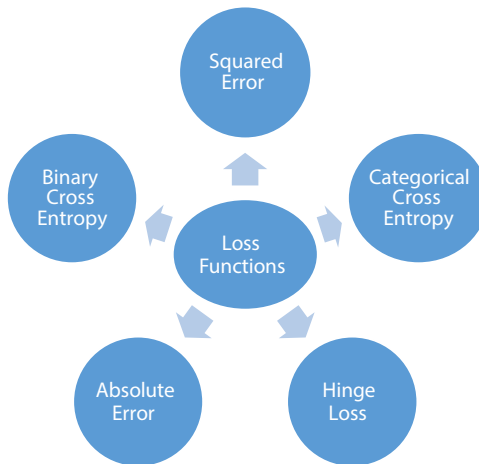 Squared
Error
Binary
Cross
Entropy
Categorical
Cross
Entropy
Loss
Functions
Absolute
Error
Hinge
Loss